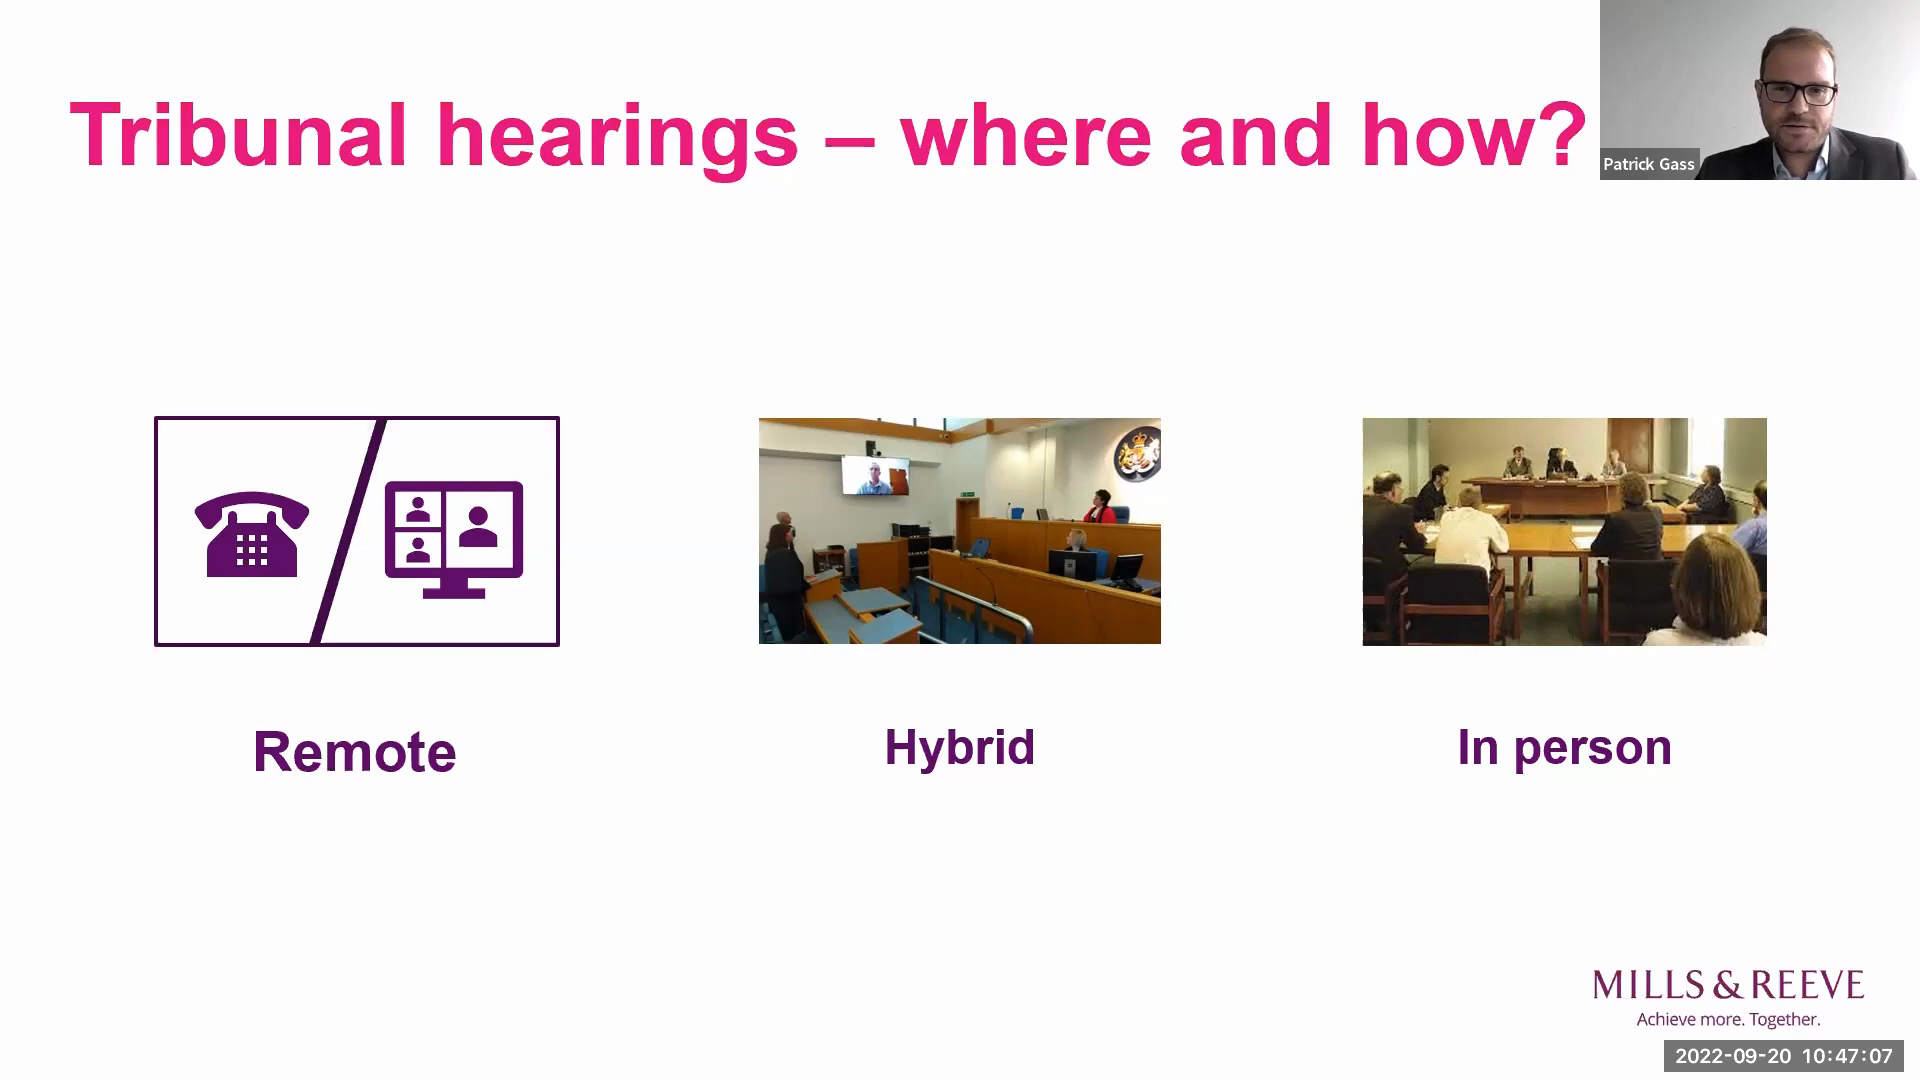 Tribunal hearings – where and how?
Patrick Gass
Remote
Hybrid
In person
MILLS & REEVE
Achieve more. Together.
2022-09-20 10:47:07